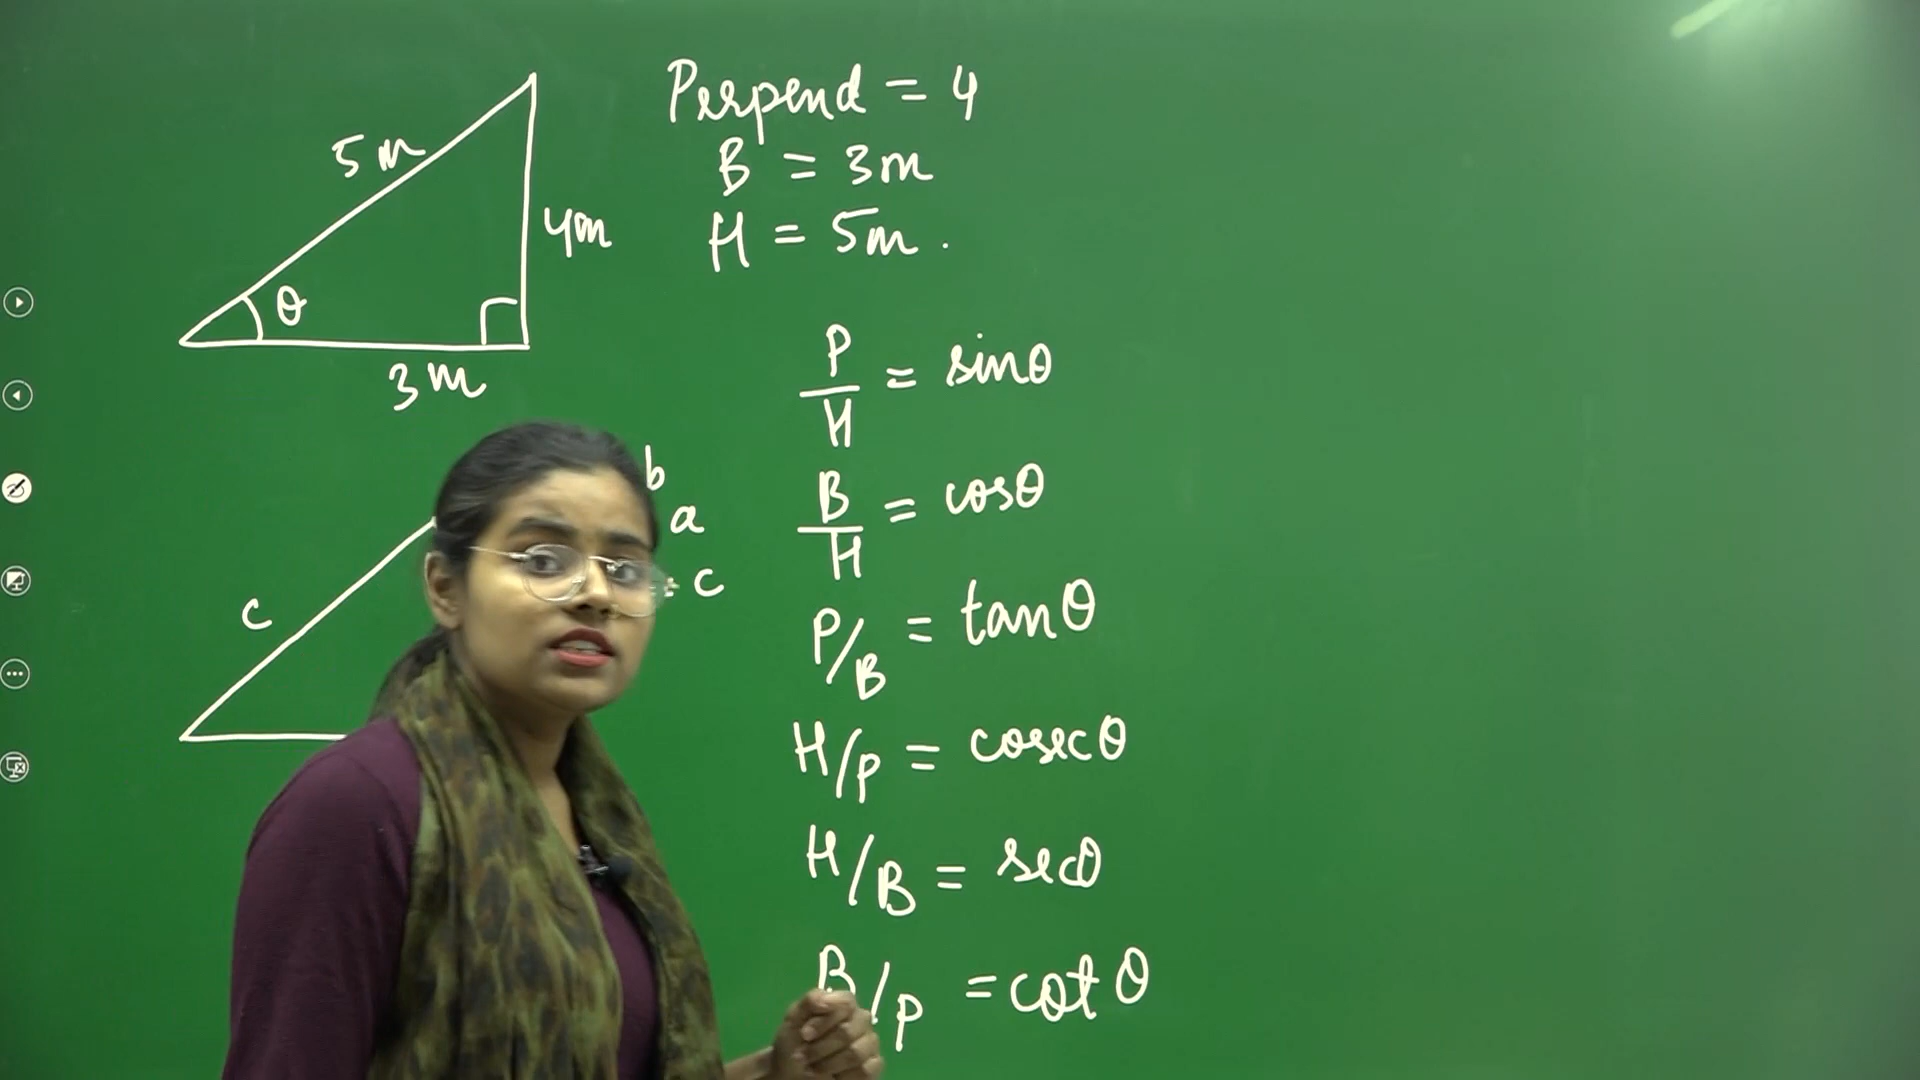 5m
4m
θ
3m
Perpend = 4
B = 3m
H = 5m.
c
b
a
= c
P/H = sinθ
B/H = cosθ
P/B = tanθ
H/P = cosecθ
H/B = secθ
B/P = cotθ